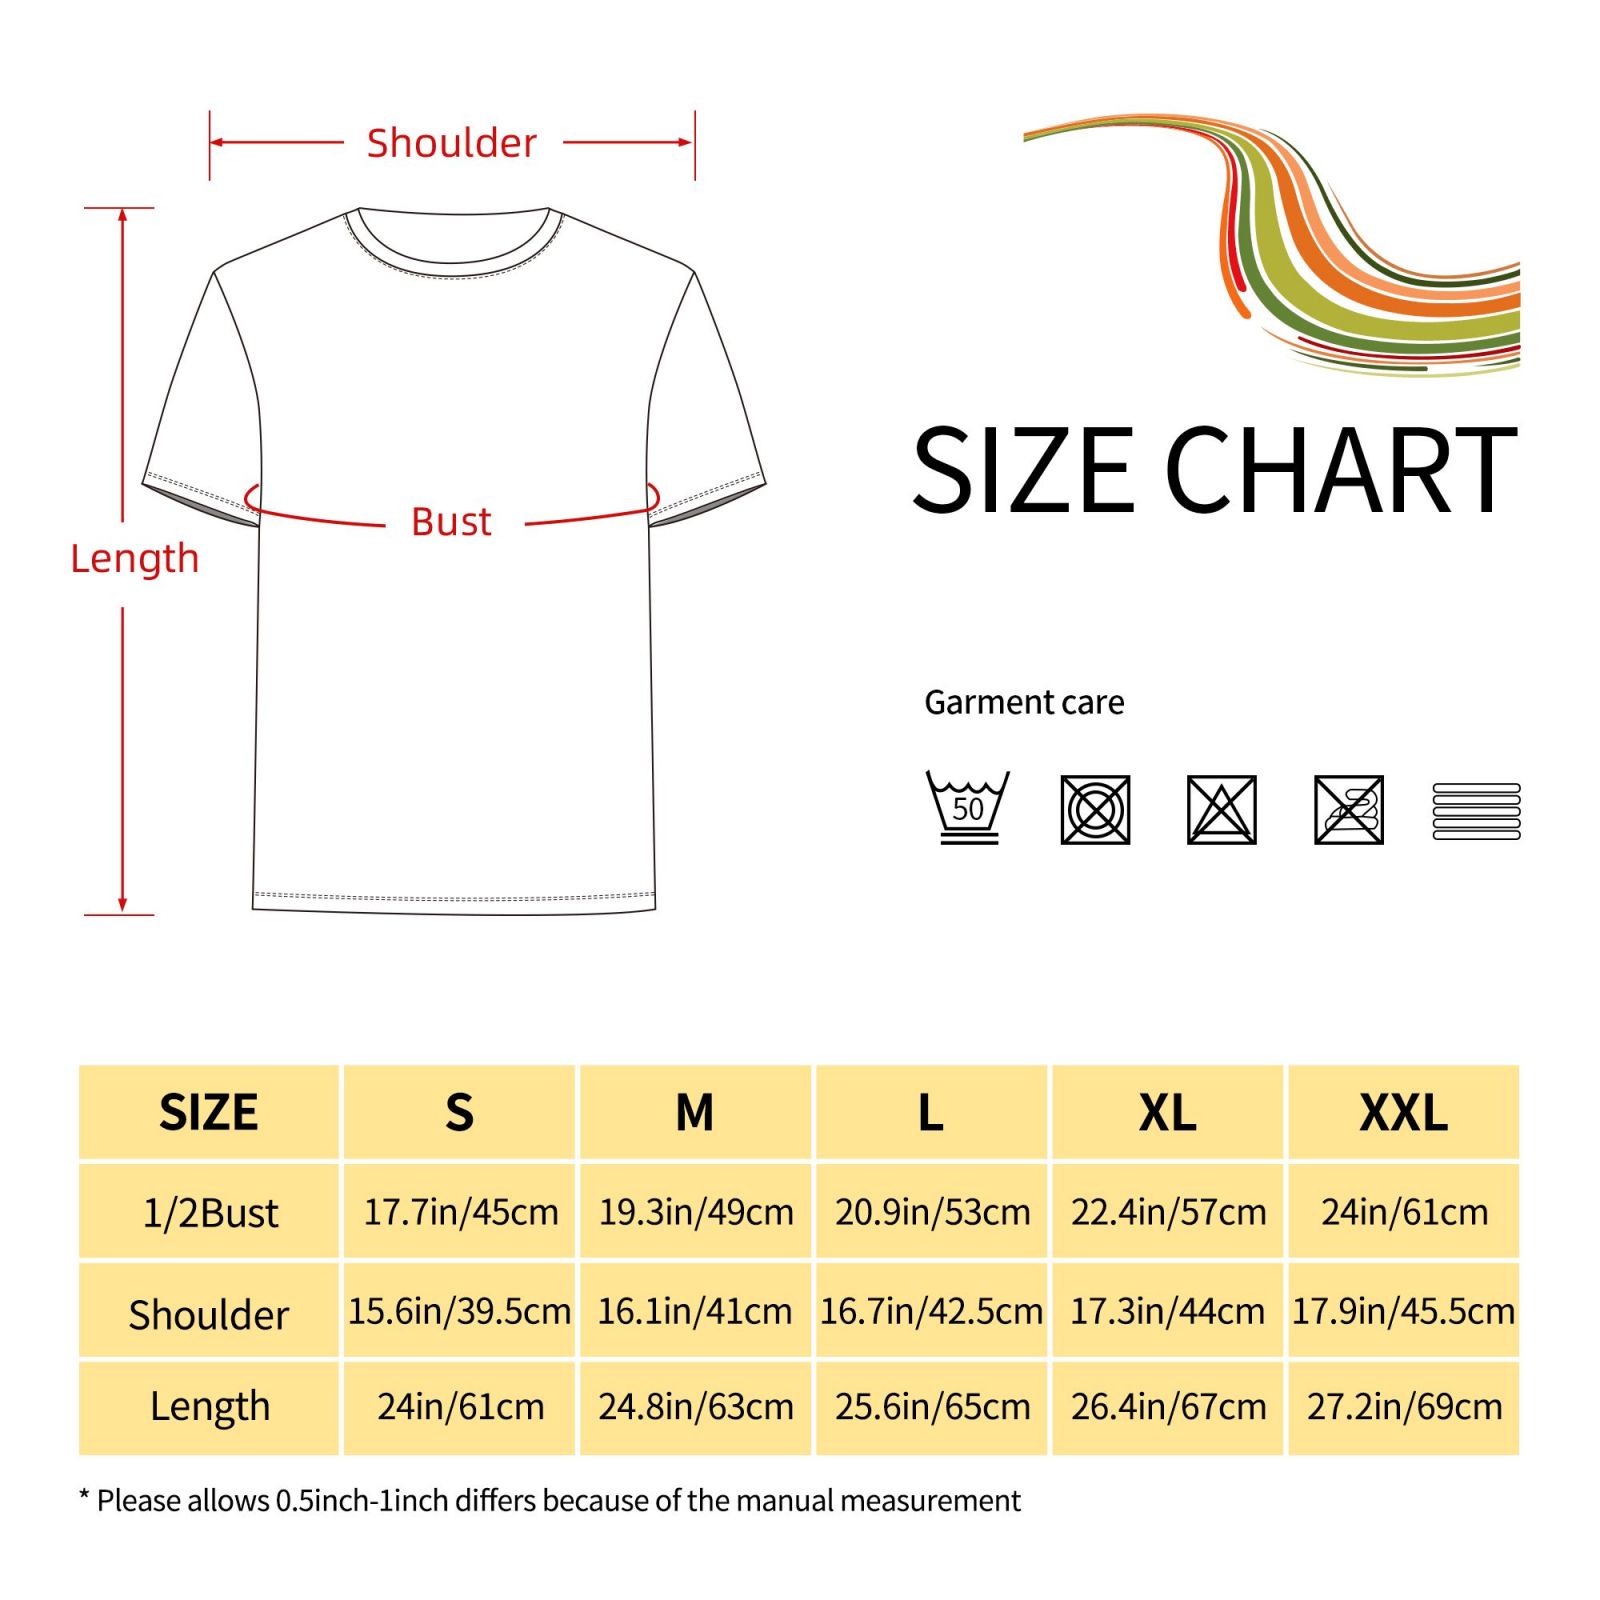 Shoulder
Length
Bust
SIZE CHART
Garment care
50
SIZE S M L XL XXL
1/2Bust 17.7in/45cm 19.3in/49cm 20.9in/53cm 22.4in/57cm 24in/61cm
Shoulder 15.6in/39.5cm 16.1in/41cm 16.7in/42.5cm 17.3in/44cm 17.9in/45.5cm
Length 24in/61cm 24.8in/63cm 25.6in/65cm 26.4in/67cm 27.2in/69cm
* Please allows 0.5inch-1inch differs because of the manual measurement